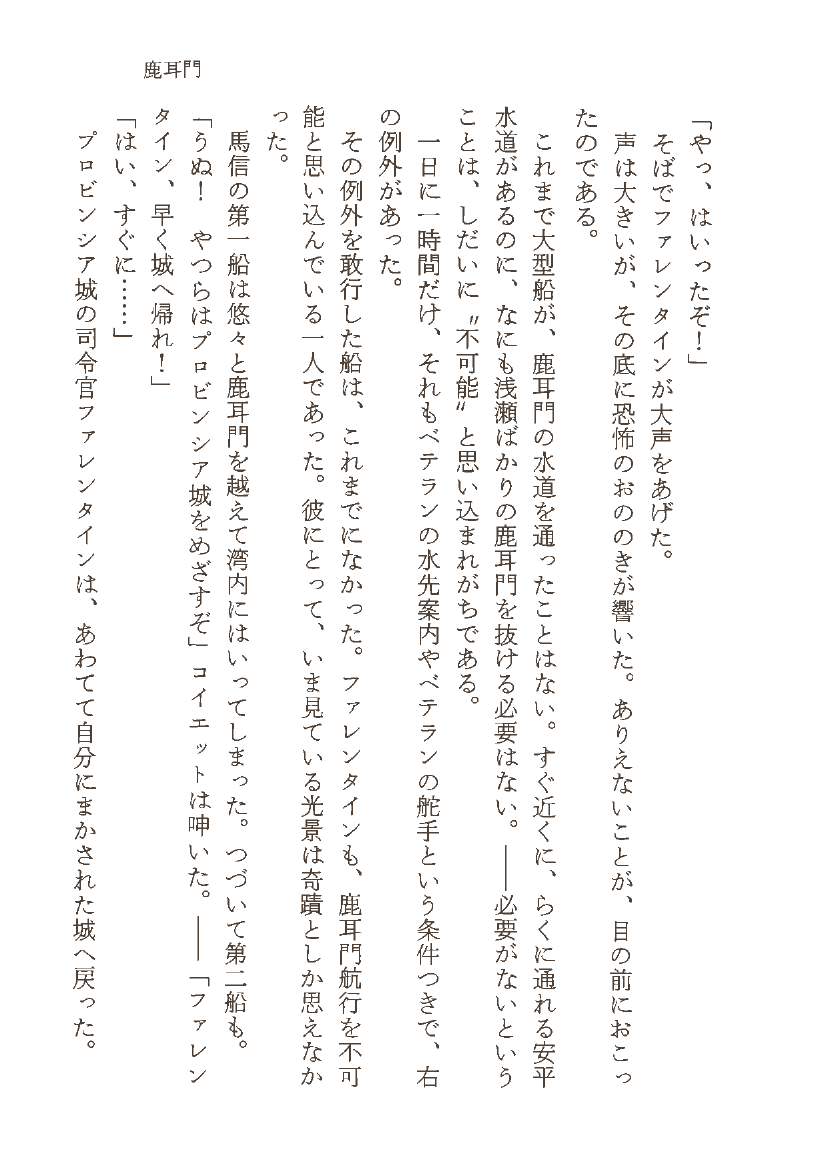 鹿耳門
「やっ、はいったぞ！」
そばでファレンタインが大声をあげた。
声は大きいが、その底に恐怖のおののきが響いた。ありえないことが、目の前におこっ
たのである。
これまで大型船が、鹿耳門の水道を通ったことはない。すぐ近くに、らくに通れる安平
水道があるのに、なにも浅瀬ばかりの鹿耳門を抜ける必要はない。――必要がないという
ことは、しだいに〝不可能〟と思い込まれがちである。
一日に一時間だけ、それもベテランの水先案内やベテランの舵手という条件つきで、右
の例外があった。
その例外を敢行した船は、これまでになかった。ファレンタインも、鹿耳門航行を不可
能と思い込んでいる一人であった。彼にとって、いま見ている光景は奇蹟としか思えなか
った。
馬信の第一船は悠々と鹿耳門を越えて湾内にはいってしまった。つづいて第二船も。
「うぬ！　やつらはプロビンシア城をめざすぞ」コイエットは呻いた。――「ファレン
タイン、早く城へ帰れ！」
「はい、すぐに……」
プロビンシア城の司令官ファレンタインは、あわてて自分にまかされた城へ戻った。